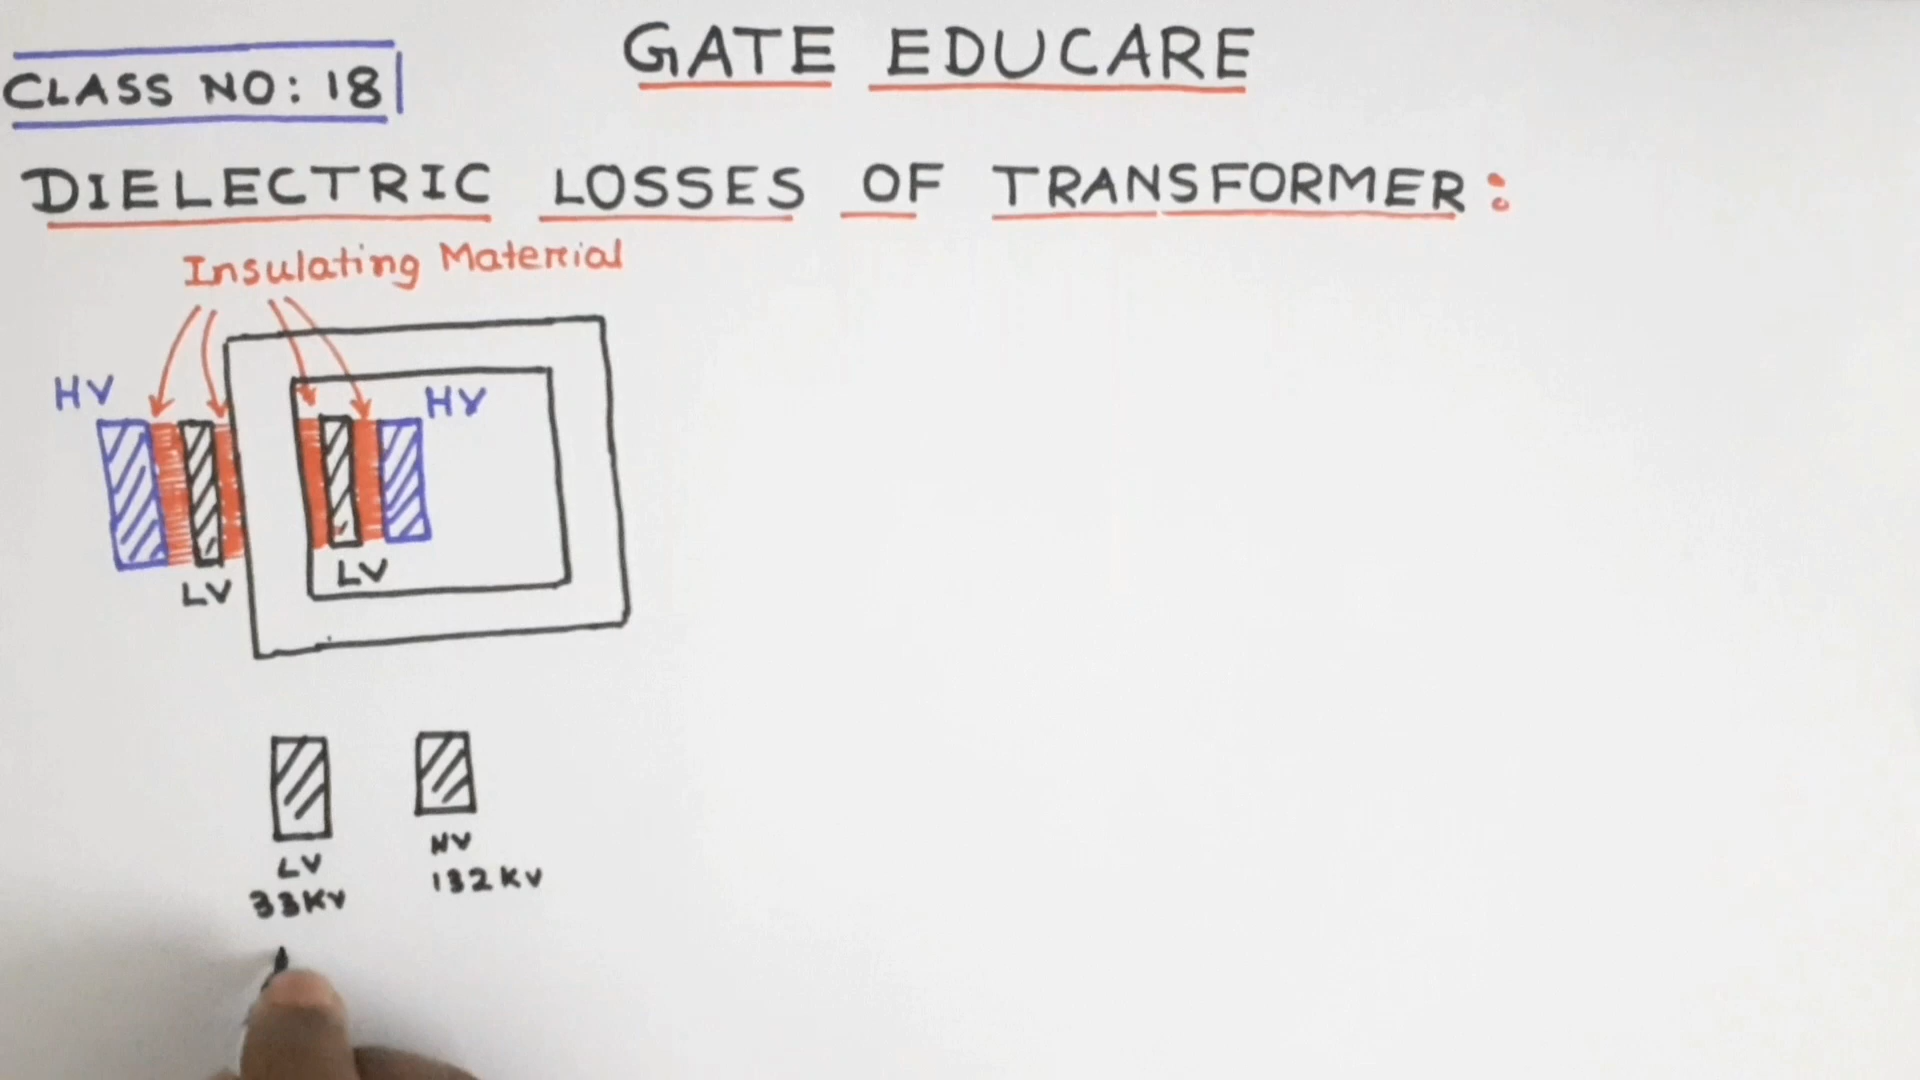 GATE EDUCARE
CLASS NO: 18
DIELECTRIC LOSSES OF TRANSFORMER:
Insulating Material
HV
HV
LV
LV
LV
33KV
HV
132KV